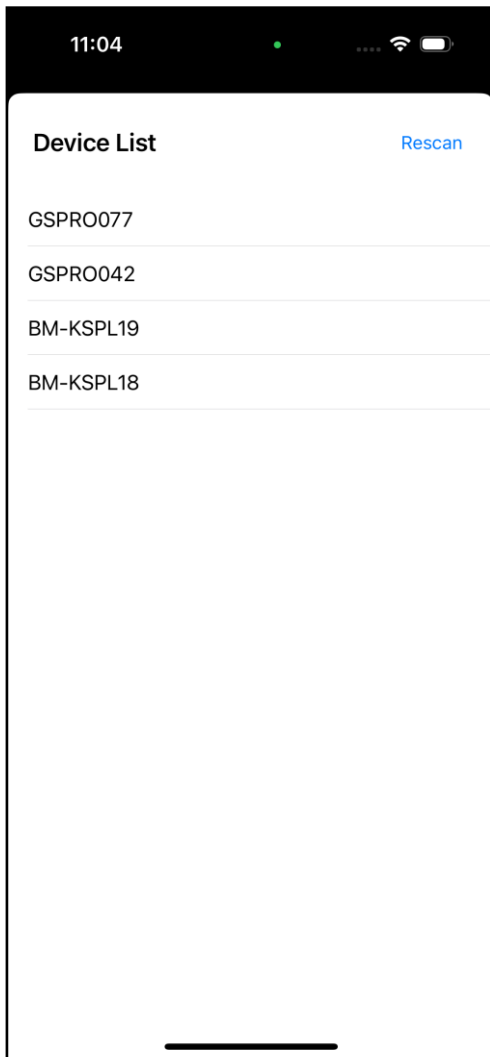 11:04
Device List
Rescan
GSPRO077
GSPRO042
BM-KSPL19
BM-KSPL18